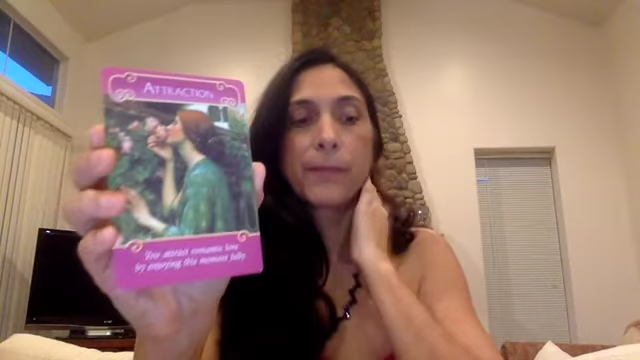 ATTRACTION
You attract romantic love
by enjoying this moment fully